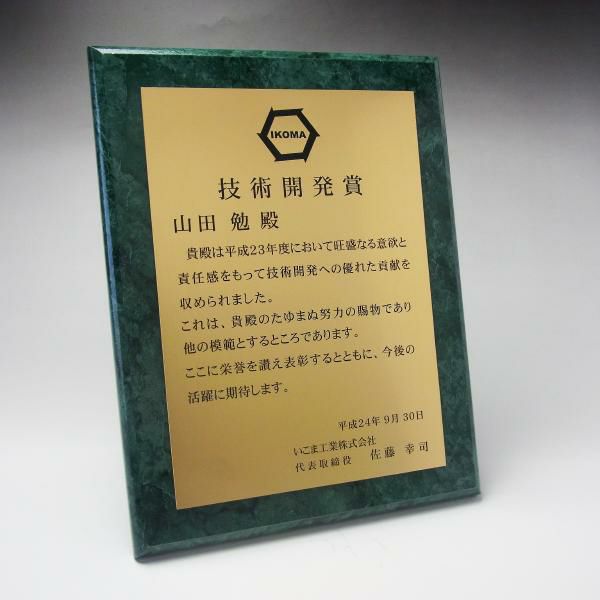 IKOMA
技術開発賞
山田 勉 殿
貴殿は平成23年度において旺盛なる意欲と
責任感をもって技術開発への優れた貢献を
収められました。
これは、貴殿のたゆまぬ努力の賜物であり
他の模範とするところであります。
ここに栄誉を讃え表彰するとともに、今後の
活躍に期待します。
平成24年 9月 30日
いこま工業株式会社
代表取締役 佐藤 幸司